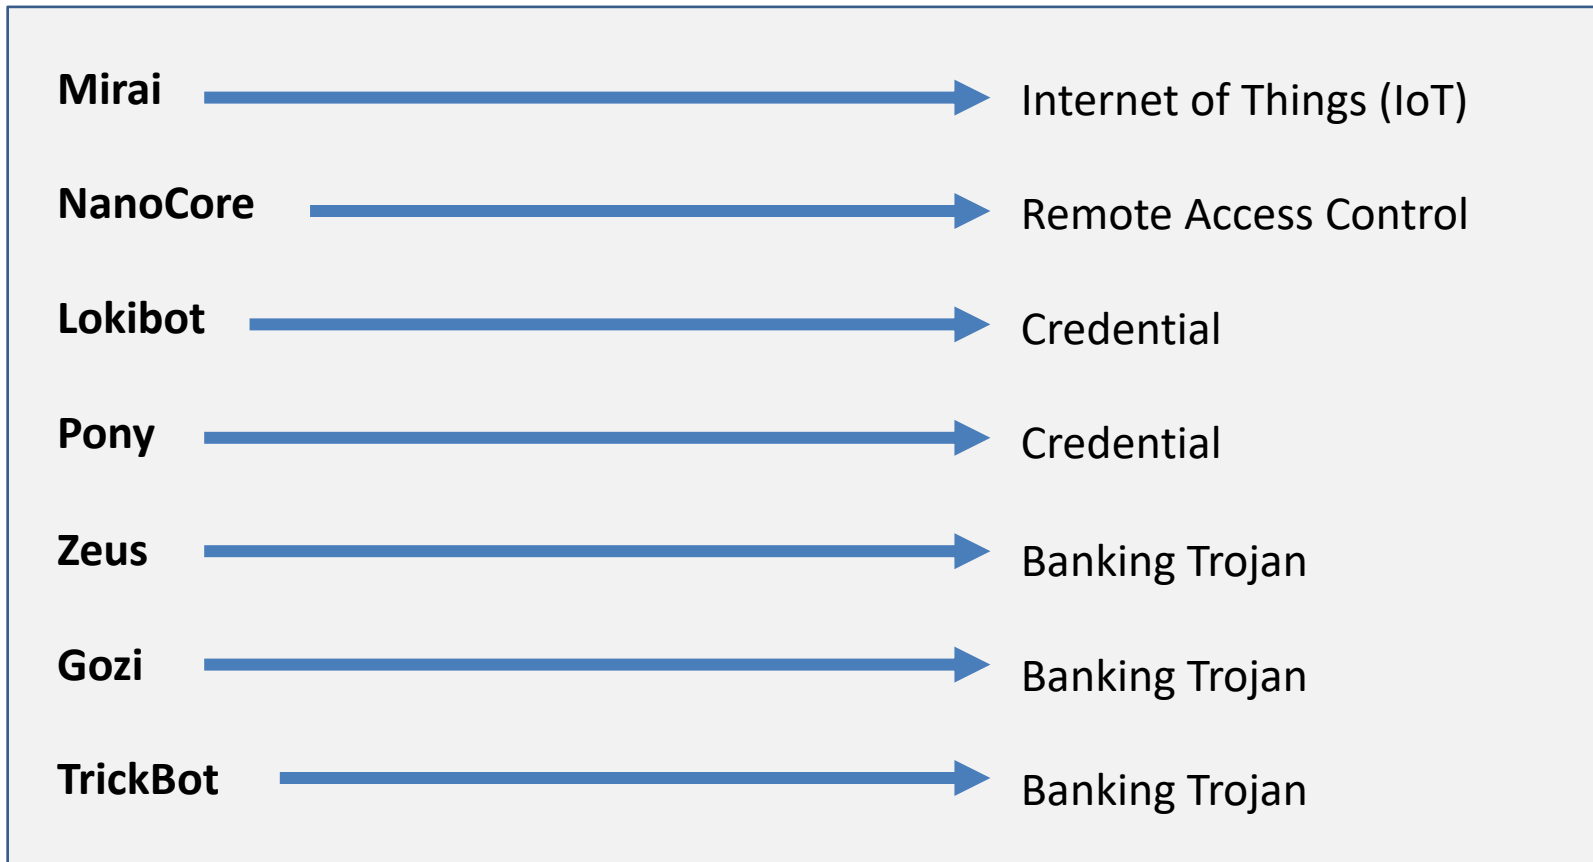 Mirai Internet of Things (IoT)
NanoCore Remote Access Control
Lokibot Credential
Pony Credential
Zeus Banking Trojan
Gozi Banking Trojan
TrickBot Banking Trojan